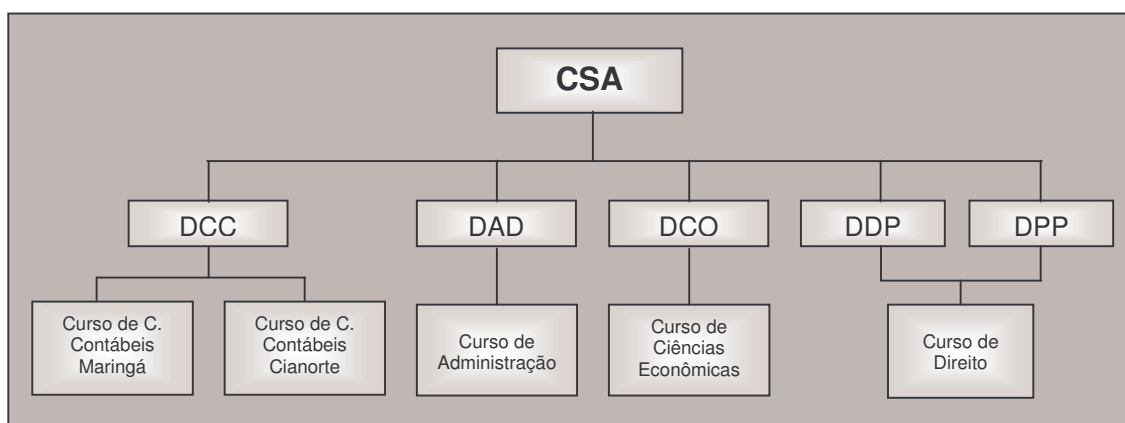 CSA
DCC
DAD
DCO
DDP
DPP
Curso de C.
Contábeis
Maringá
Curso de C.
Contábeis
Cianorte
Curso de
Administração
Curso de
Ciências
Econômicas
Curso de
Direito